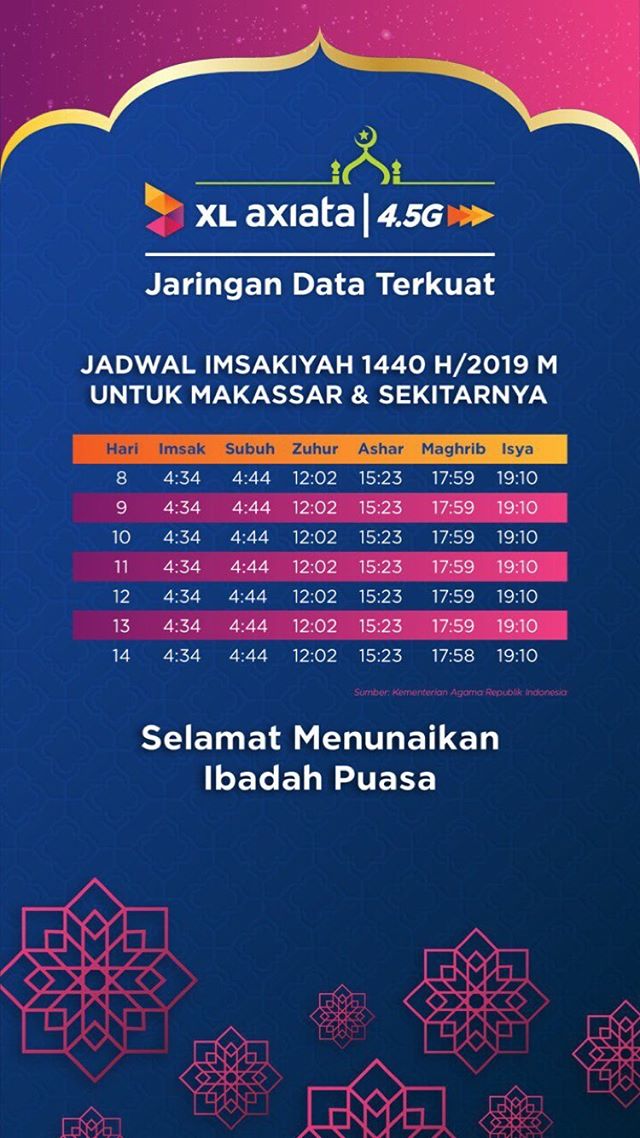 XL axiata | 4.5G
Jaringan Data Terkuat
JADWAL IMSAKIYAH 1440 H/2019 M
UNTUK MAKASSAR & SEKITARNYA
Hari Imsak Subuh Zuhur Ashar Maghrib Isya
8 4:34 4:44 12:02 15:23 17:59 19:10
9 4:34 4:44 12:02 15:23 17:59 19:10
10 4:34 4:44 12:02 15:23 17:59 19:10
11 4:34 4:44 12:02 15:23 17:59 19:10
12 4:34 4:44 12:02 15:23 17:59 19:10
13 4:34 4:44 12:02 15:23 17:59 19:10
14 4:34 4:44 12:02 15:23 17:58 19:10
Sumber: Kementerian Agama Republik Indonesia
Selamat Menunaikan
Ibadah Puasa